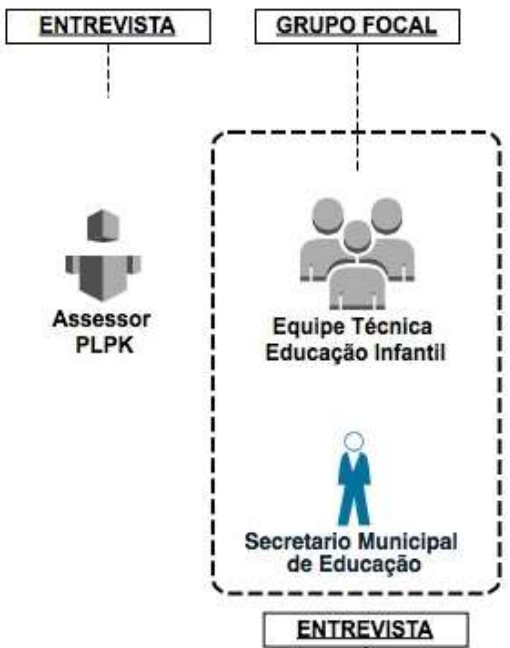 ENTREVISTA
GRUPO FOCAL
Assessor
PLPK
Equipe Técnica
Educação Infantil
Secretario Municipal
de Educação
ENTREVISTA